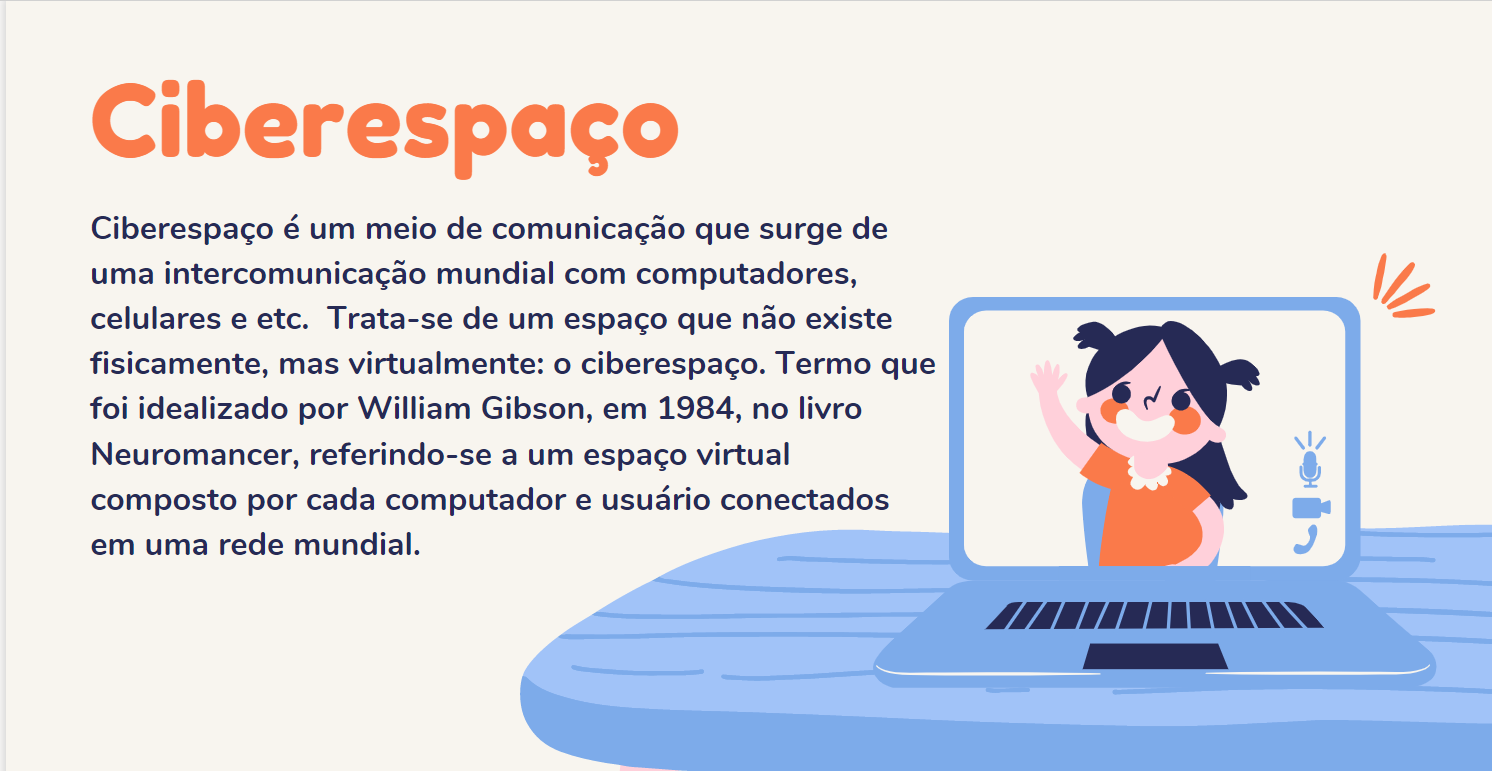 Ciberespaço
Ciberespaço é um meio de comunicação que surge de
uma intercomunicação mundial com computadores,
celulares e etc.  Trata-se de um espaço que não existe
fisicamente, mas virtualmente: o ciberespaço. Termo que
foi idealizado por William Gibson, em 1984, no livro
Neuromancer, referindo-se a um espaço virtual
composto por cada computador e usuário conectados
em uma rede mundial.